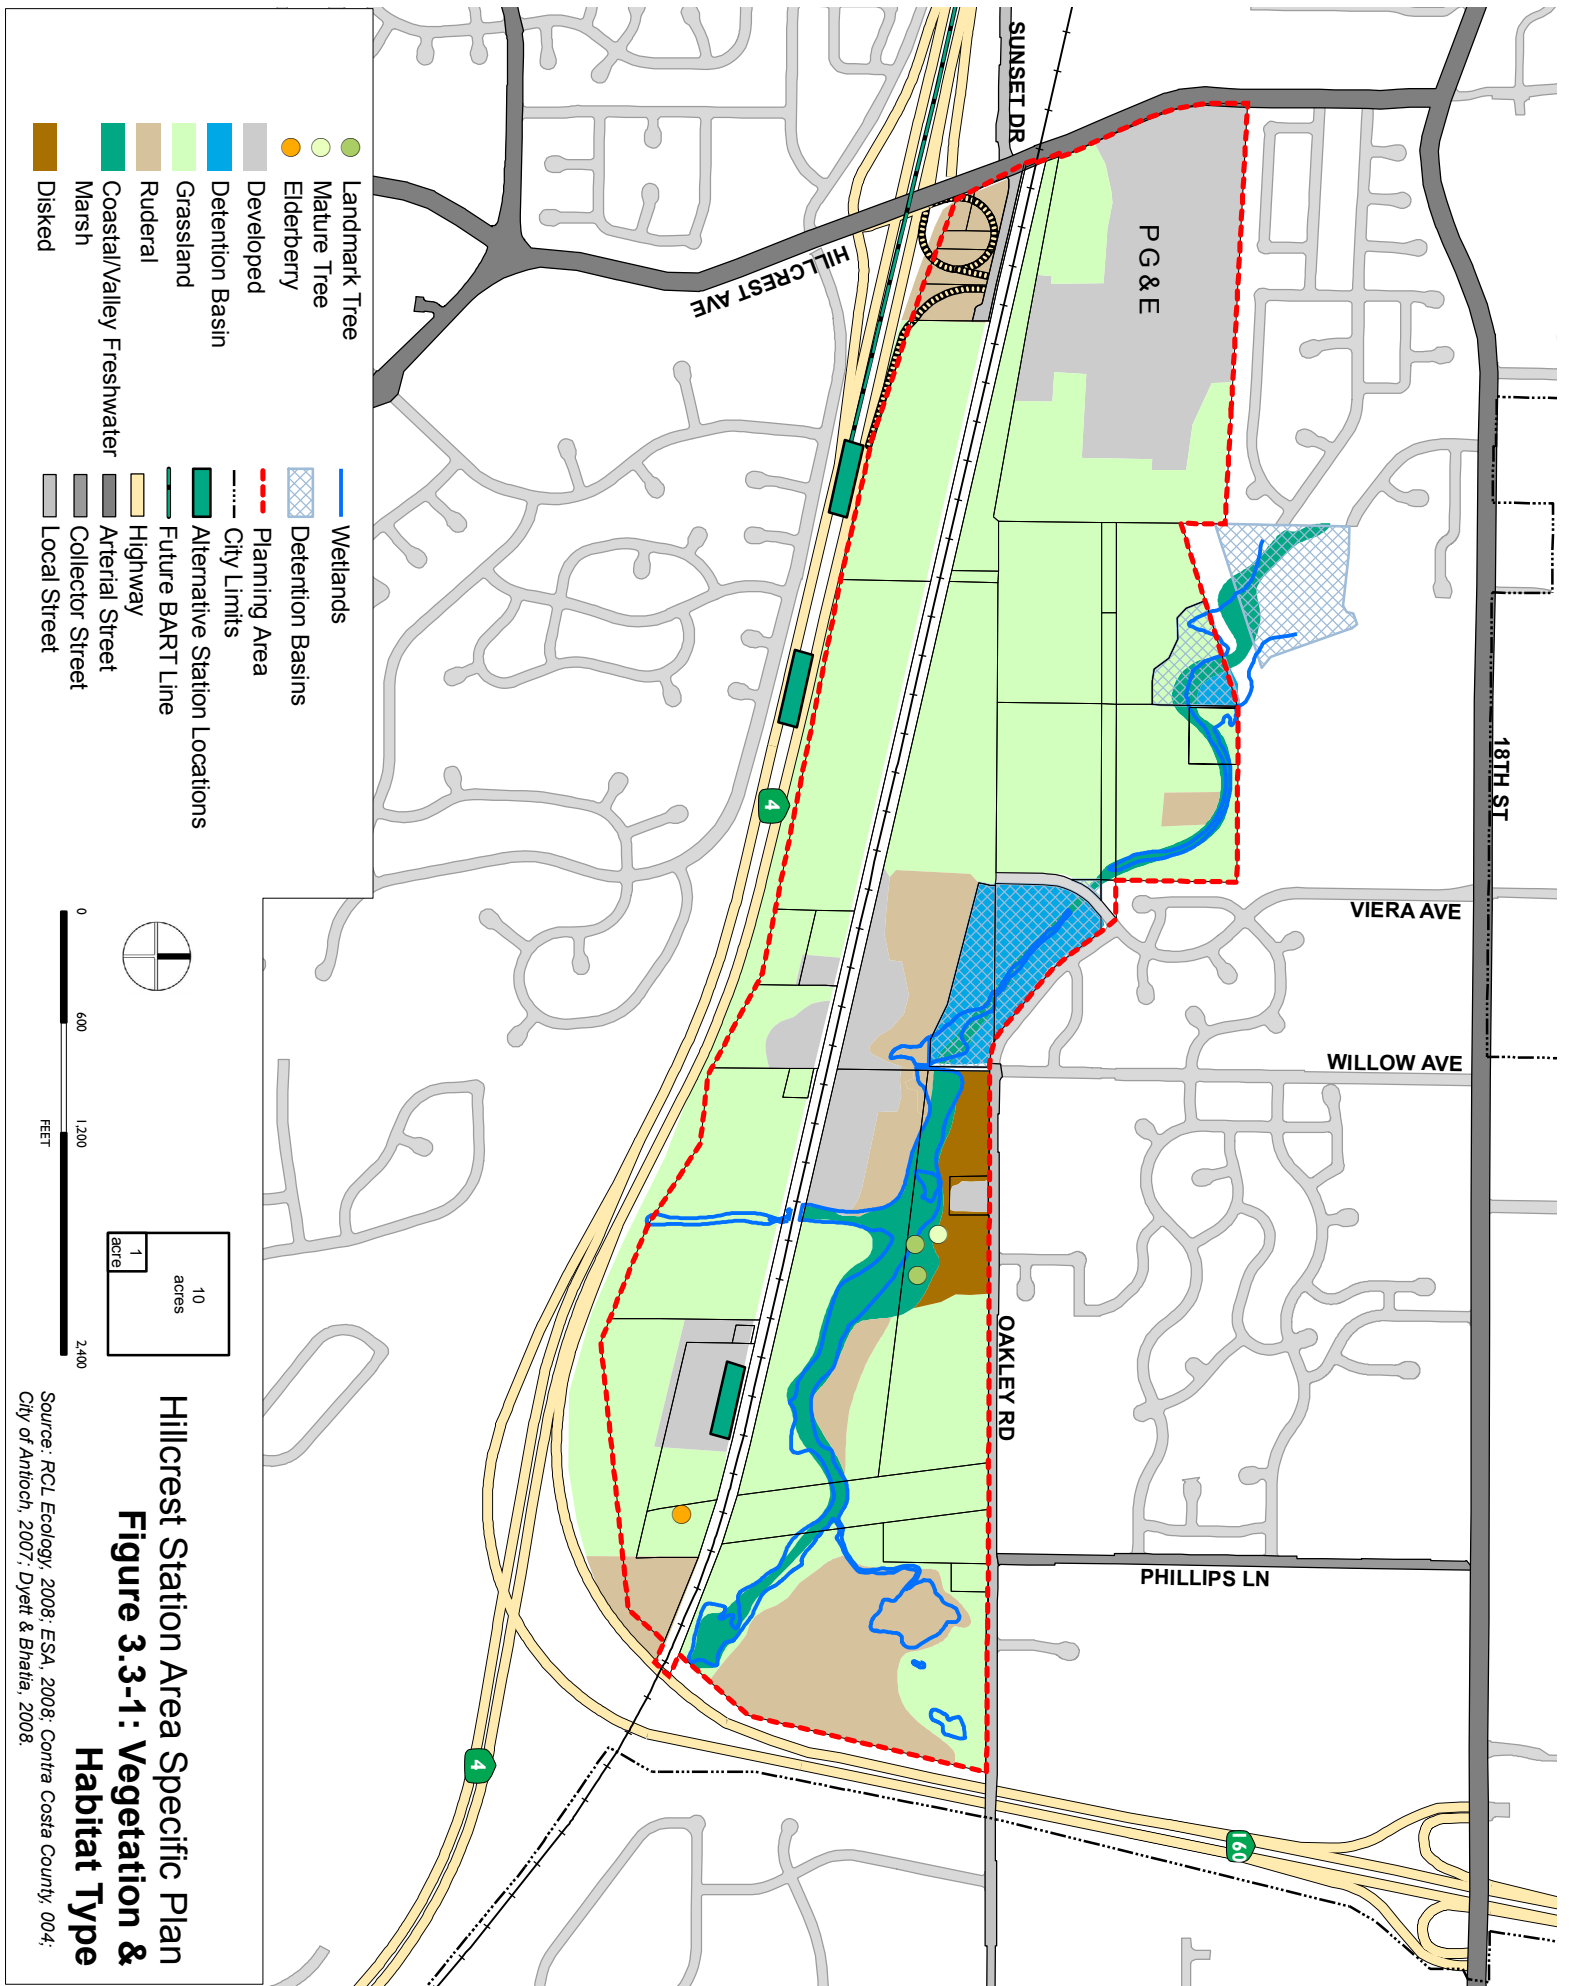 18TH ST
VIERA AVE
WILLOW AVE
PHILLIPS LN
160
SUNSET DR
PG&E
OAKLEY RD
HILLCREST AVE
4
4
Landmark Tree
Mature Tree
Elderberry
Developed
Detention Basin
Grassland
Ruderal
Coastal/Valley Freshwater
Marsh
Disked
Wetlands
Detention Basins
Planning Area
City Limits
Alternative Station Locations
Future BART Line
Highway
Arterial Street
Collector Street
Local Street
0
600
1,200
2,400
FEET
10
acres
1
acre
Hillcrest Station Area Specific Plan
Figure 3.3-1: Vegetation &
Habitat Type
Source: RCL Ecology, 2008; ESA, 2008; Contra Costa County, 004;
City of Antioch, 2007; Dyett & Bhatia, 2008.